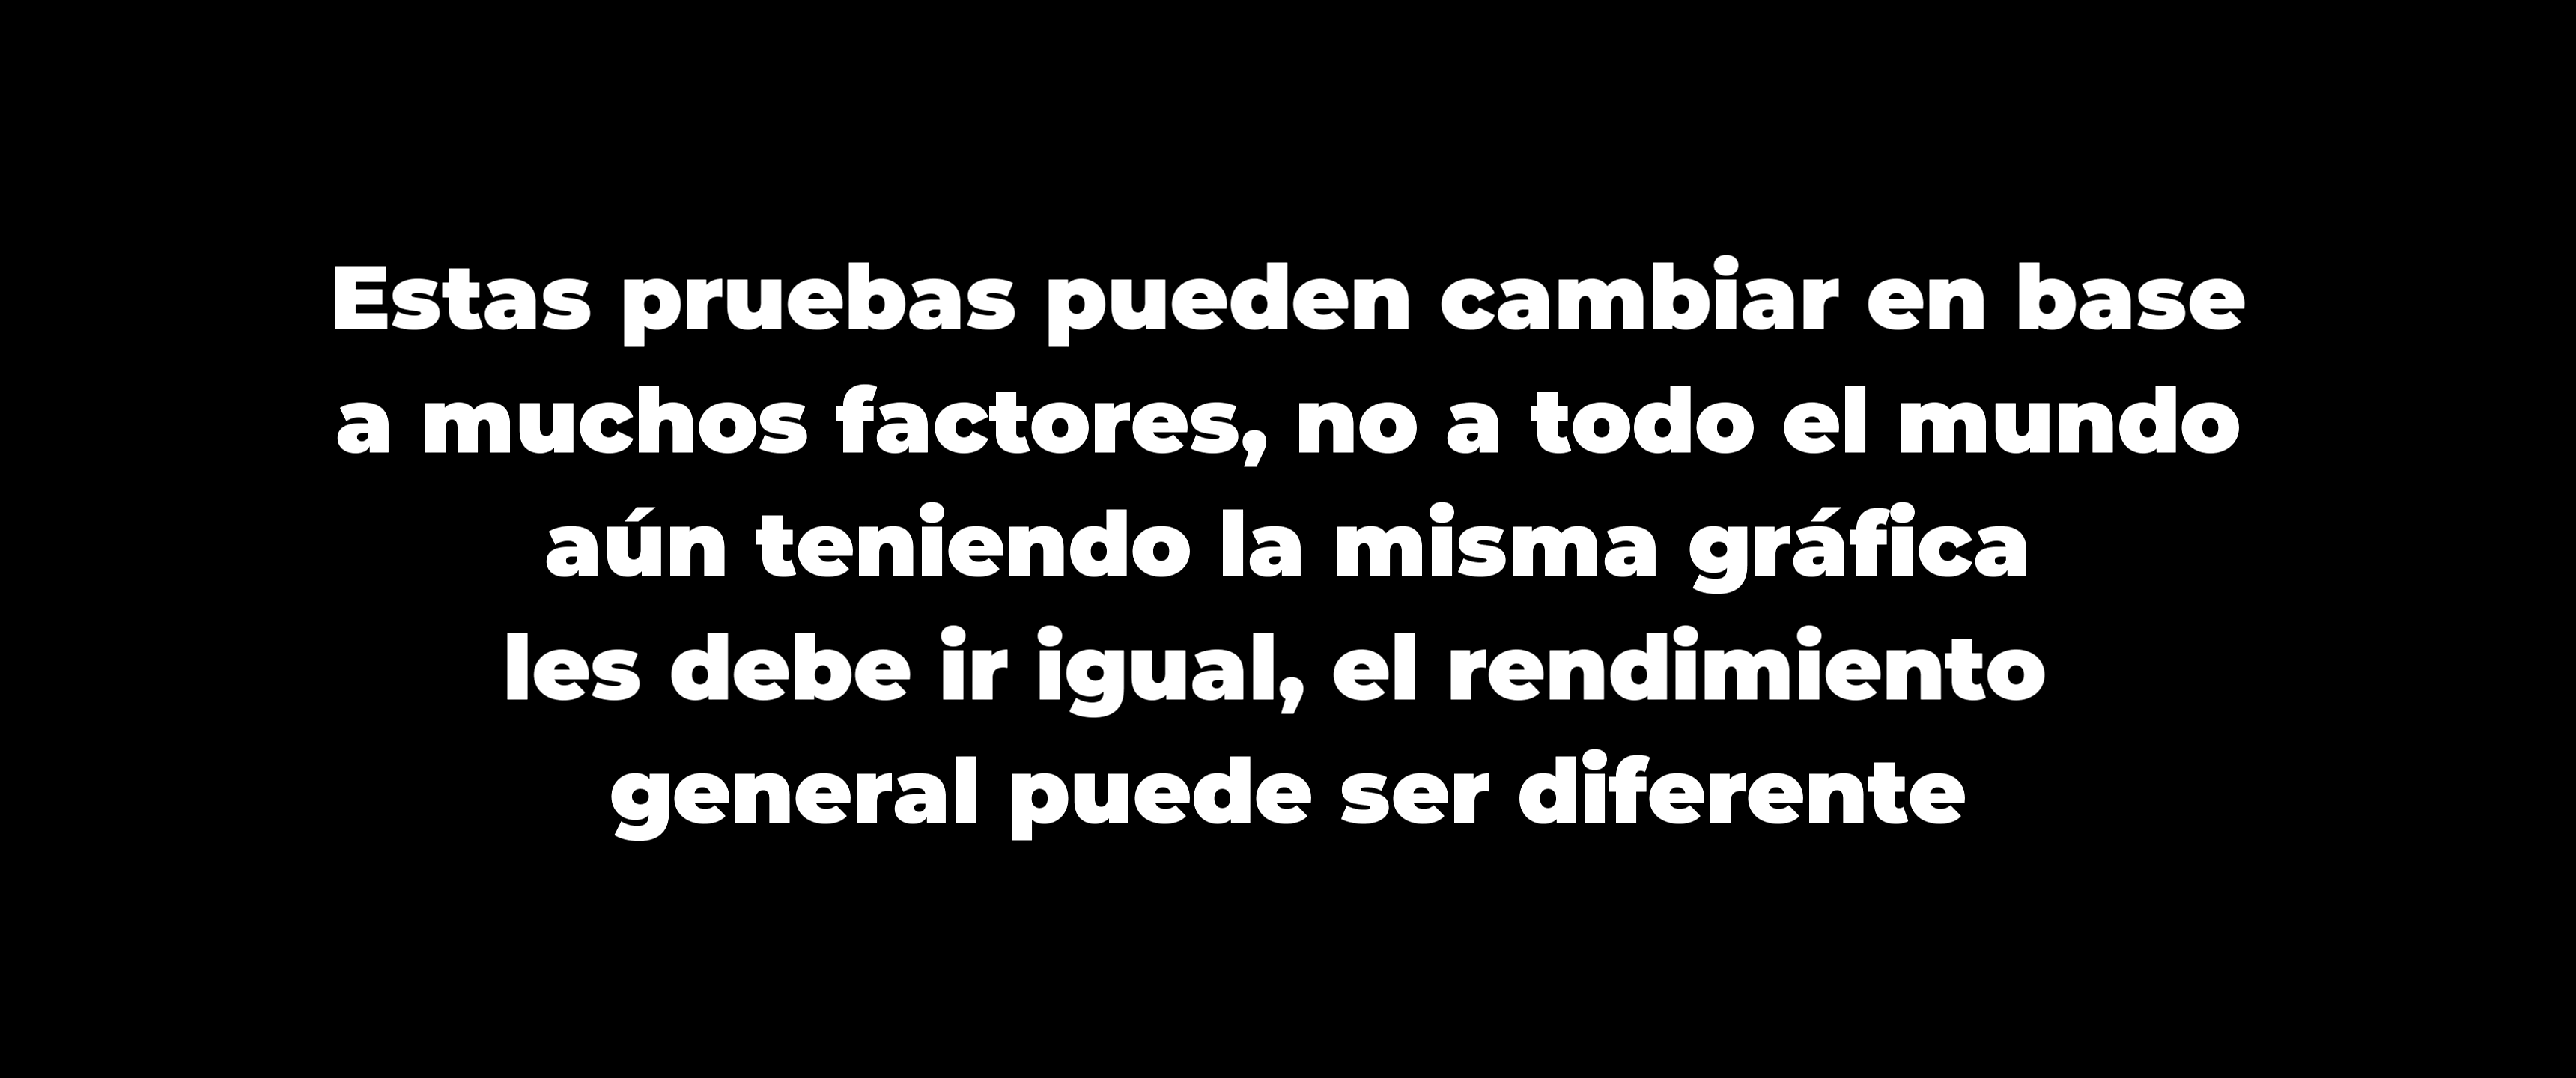 Estas pruebas pueden cambiar en base
a muchos factores, no a todo el mundo
aún teniendo la misma gráfica
les debe ir igual, el rendimiento
general puede ser diferente